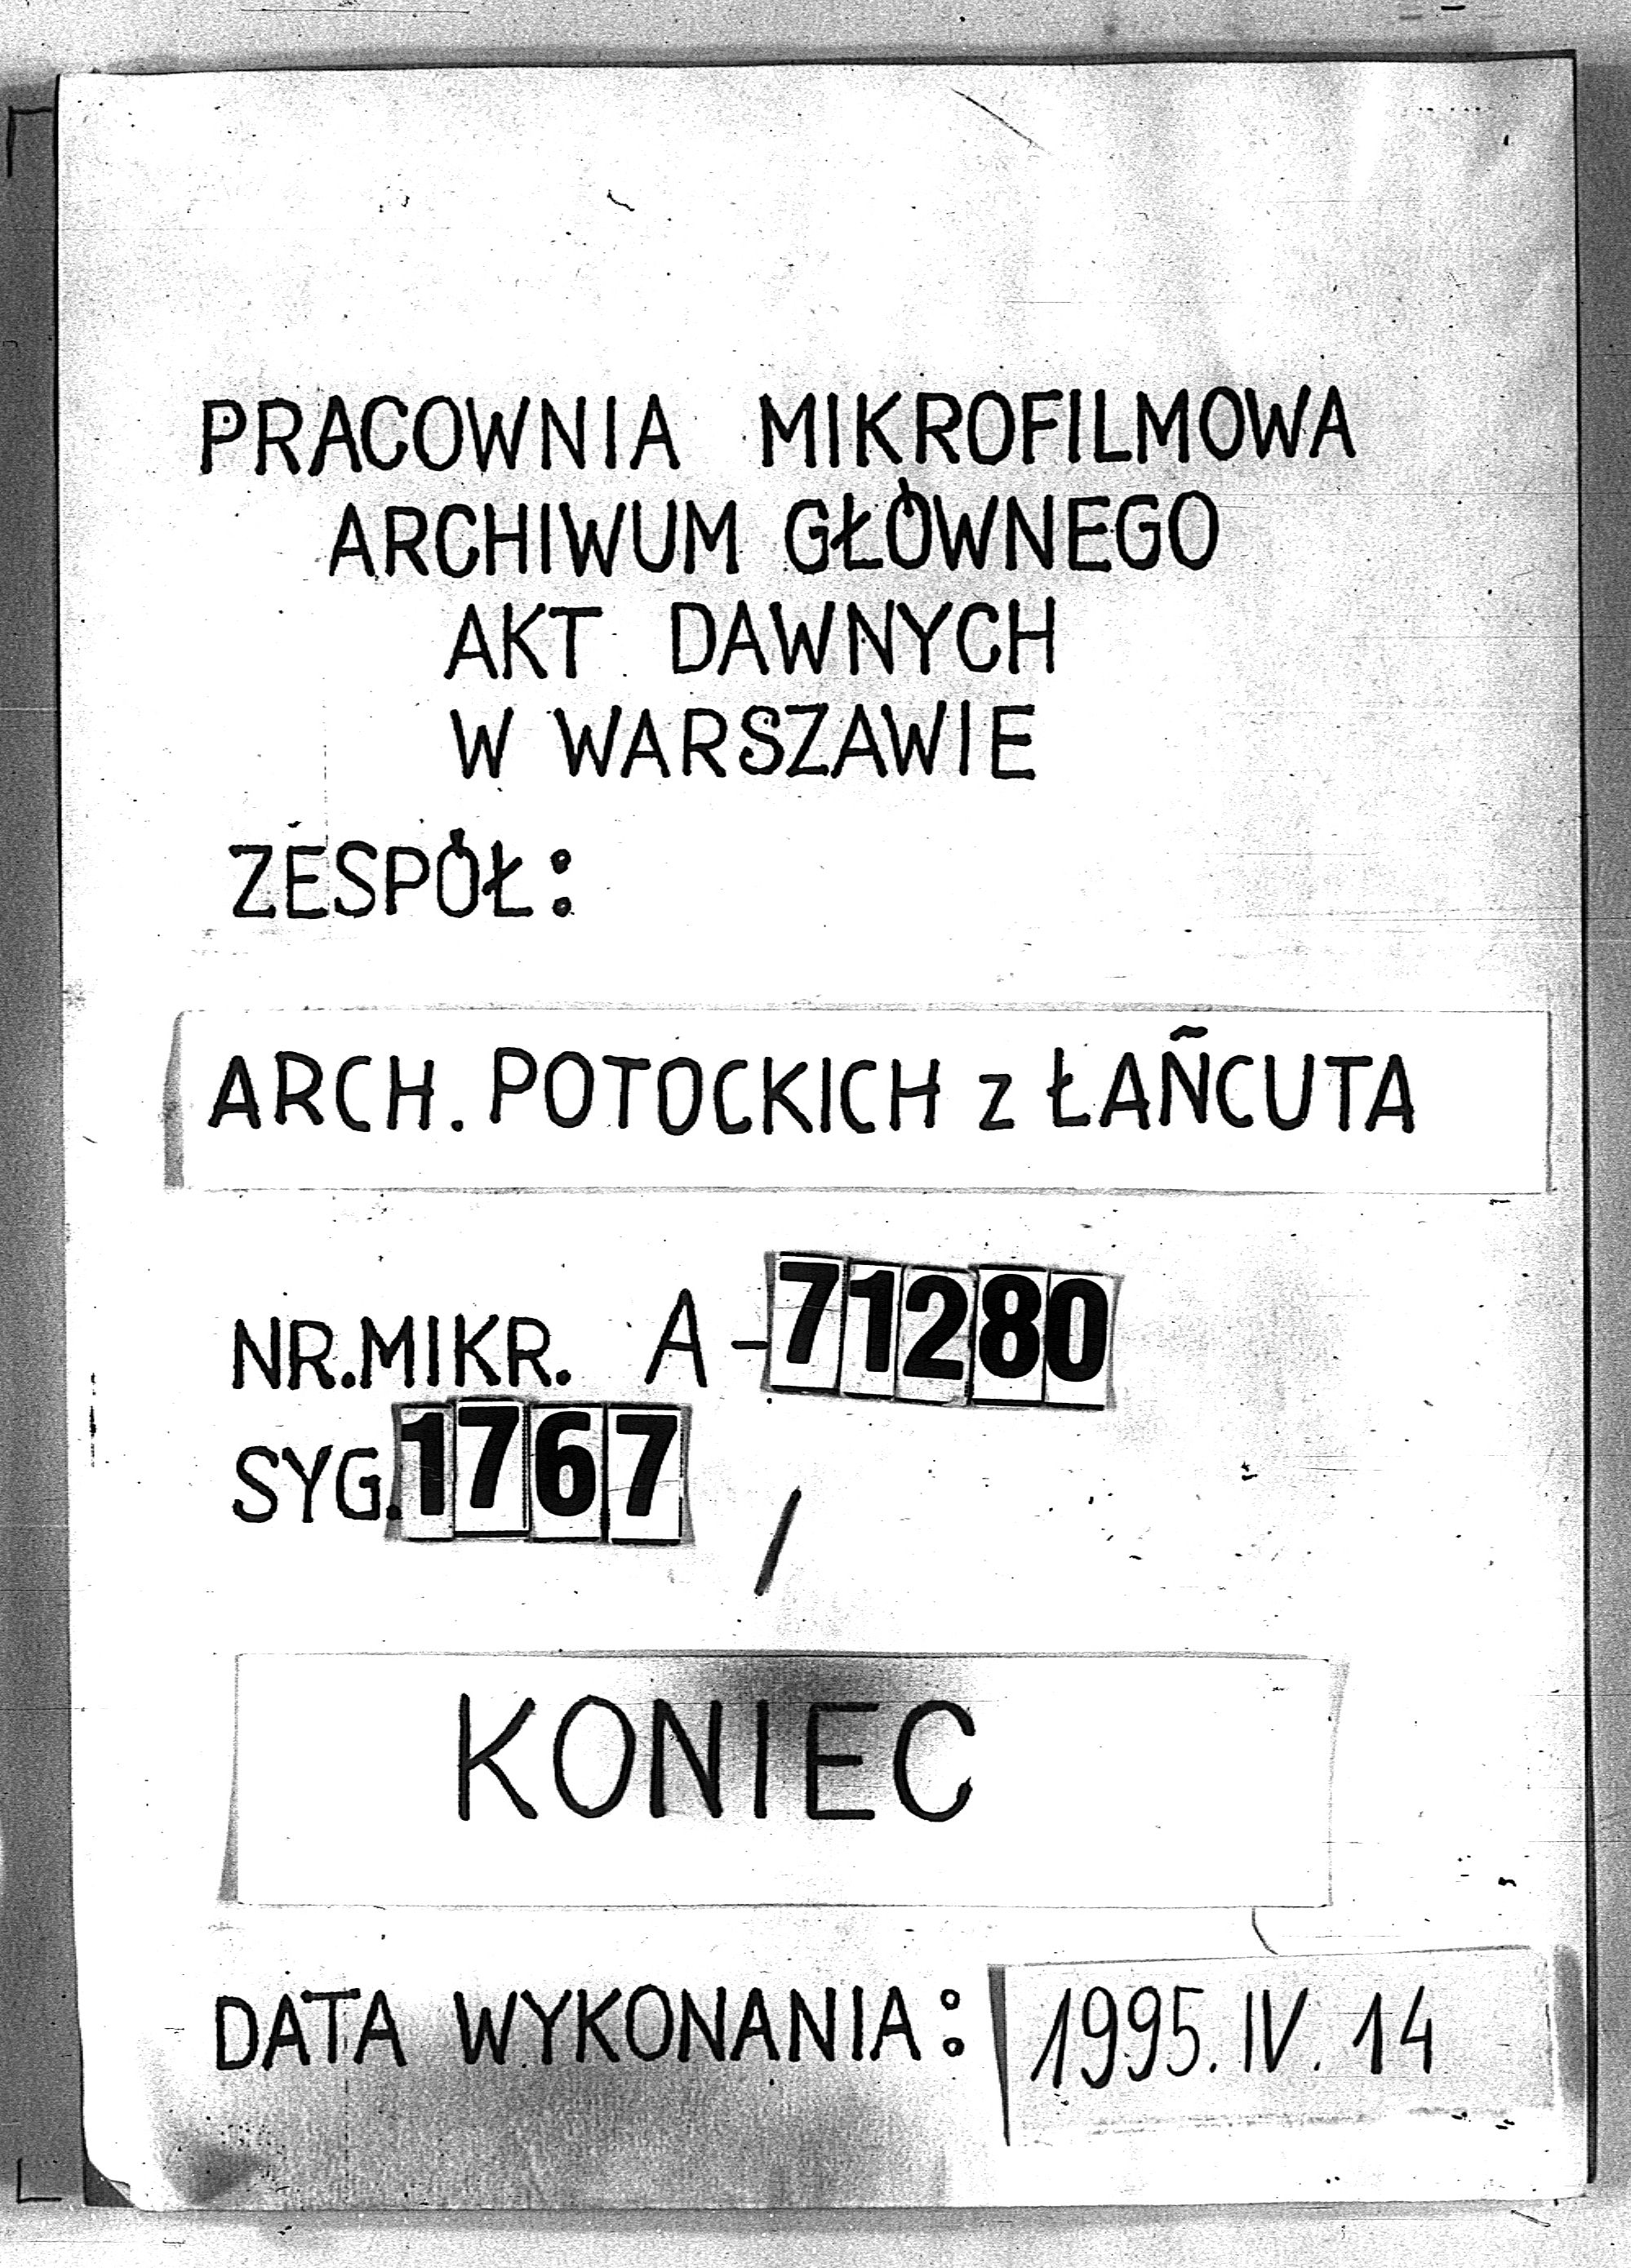 PRACOWNIA MIKROFILMOWA
ARCHIWUM GŁÓWNEGO
AKT DAWNYCH
W WARSZAWIE
ZESPÓŁ:
ARCH. POTOCKICH z ŁAŃCUTA
NR.MIKR. A-71280
SYG.1767 /
KONIEC
DATA WYKONANIA: 1995.IV.14